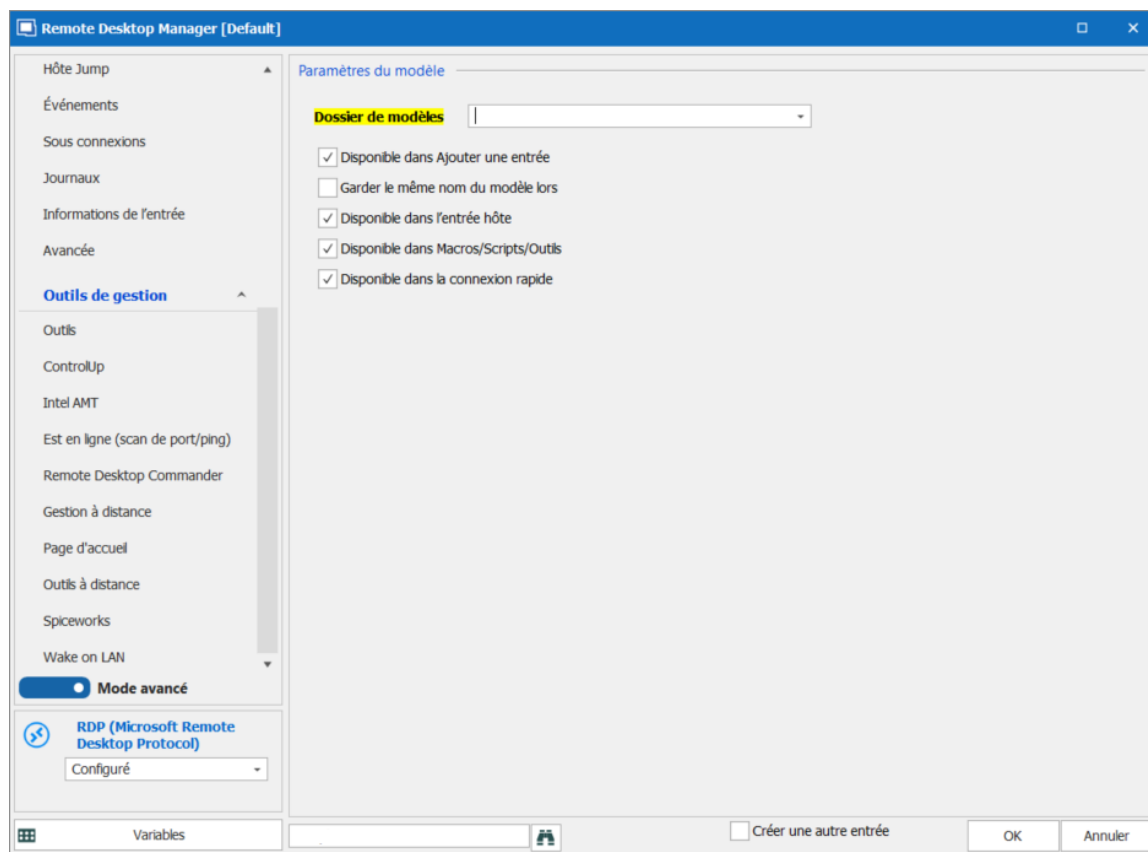 Remote Desktop Manager [Default]
Hôte Jump
Événements
Sous connexions
Journaux
Informations de l'entrée
Avancée
Outils de gestion
Outils
ControlUp
Intel AMT
Est en ligne (scan de port/ping)
Remote Desktop Commander
Gestion à distance
Page d'accueil
Outils à distance
Spiceworks
Wake on LAN
Mode avancé
RDP (Microsoft Remote
Desktop Protocol)
Configuré
Variables
Paramètres du modèle
Dossier de modèles
Disponible dans Ajouter une entrée
Garder le même nom du modèle lors
Disponible dans l'entrée hôte
Disponible dans Macros/Scripts/Outils
Disponible dans la connexion rapide
Créer une autre entrée
OK
Annuler